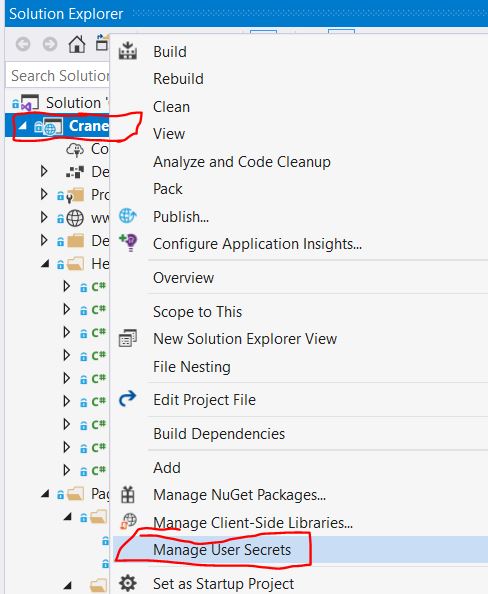 Solution Explorer
Search Solution
Solution '
Crane
Build
Rebuild
Clean
View
Analyze and Code Cleanup
Pack
Publish...
Configure Application Insights...
Overview
Scope to This
New Solution Explorer View
File Nesting
Edit Project File
Build Dependencies
Add
Manage NuGet Packages...
Manage Client-Side Libraries...
Manage User Secrets
Set as Startup Project
Co
De
Pro
ww
De
He
C#
C#
C#
C#
C#
C#
C#
C#
C#
Pag